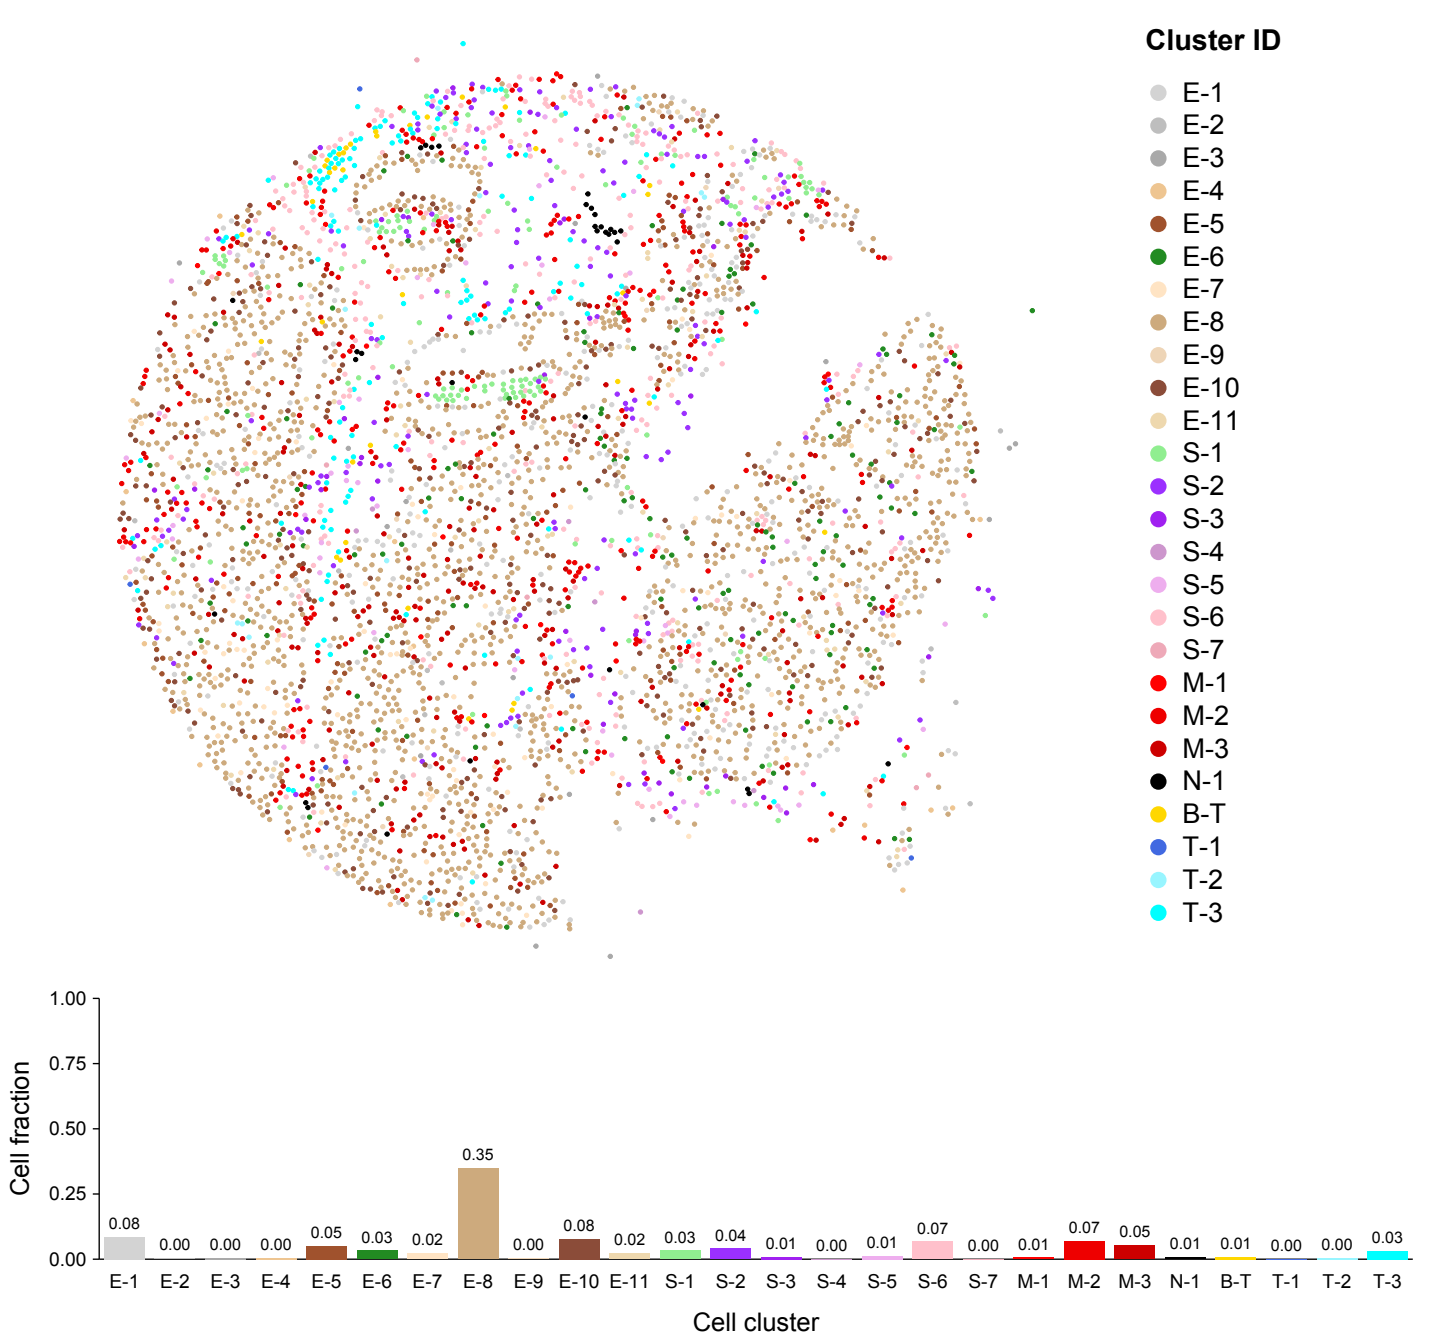 Cluster ID
E-1
E-2
E-3
E-4
E-5
E-6
E-7
E-8
E-9
E-10
E-11
S-1
S-2
S-3
S-4
S-5
S-6
S-7
M-1
M-2
M-3
N-1
B-T
T-1
T-2
T-3
1.00
0.75
0.50
0.25
0.00
Cell fraction
0.08 0.00 0.00 0.00 0.05 0.03 0.02 0.35 0.00 0.08 0.02 0.03 0.04 0.01 0.00 0.01 0.07 0.00 0.01 0.07 0.05 0.01 0.01 0.00 0.00 0.03
E-1 E-2 E-3 E-4 E-5 E-6 E-7 E-8 E-9 E-10 E-11 S-1 S-2 S-3 S-4 S-5 S-6 S-7 M-1 M-2 M-3 N-1 B-T T-1 T-2 T-3
Cell cluster